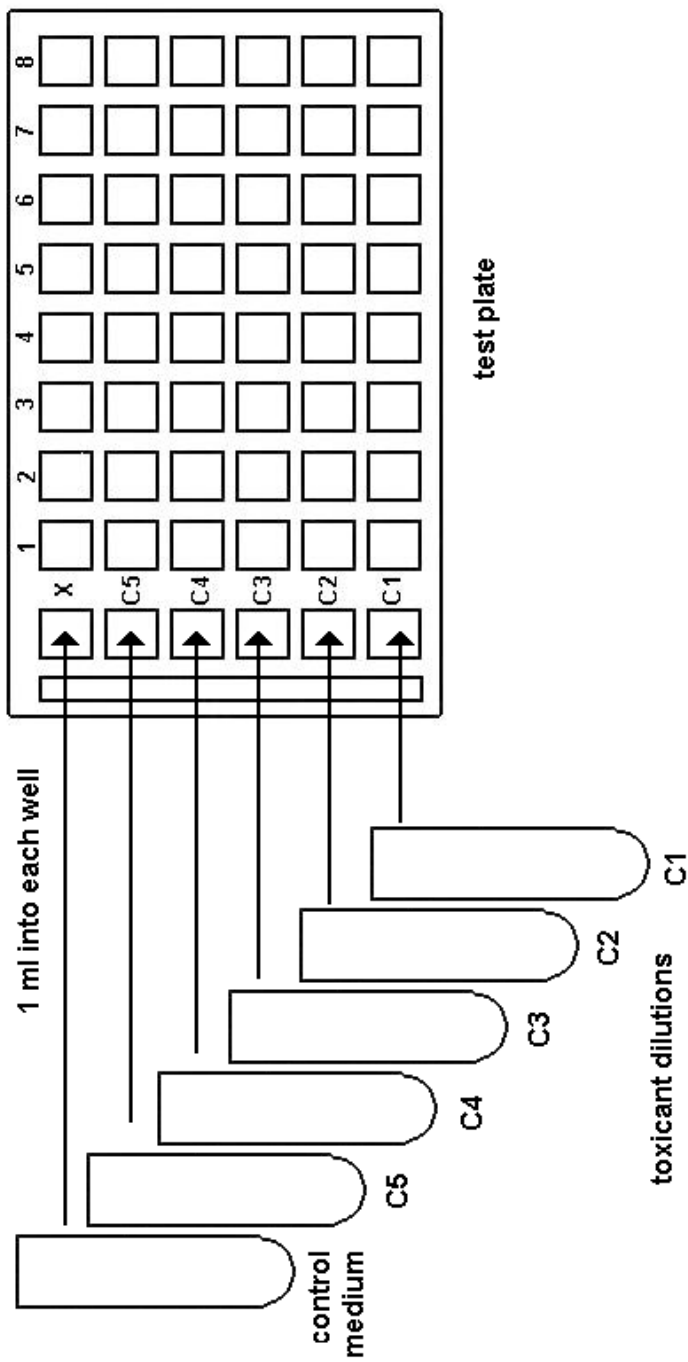 1 ml into each well
1 2 3 4 5 6 7 8
X
C5
C4
C3
C2
C1
control
medium
C5
C4
C3
C2
C1
toxicant dilutions
test plate